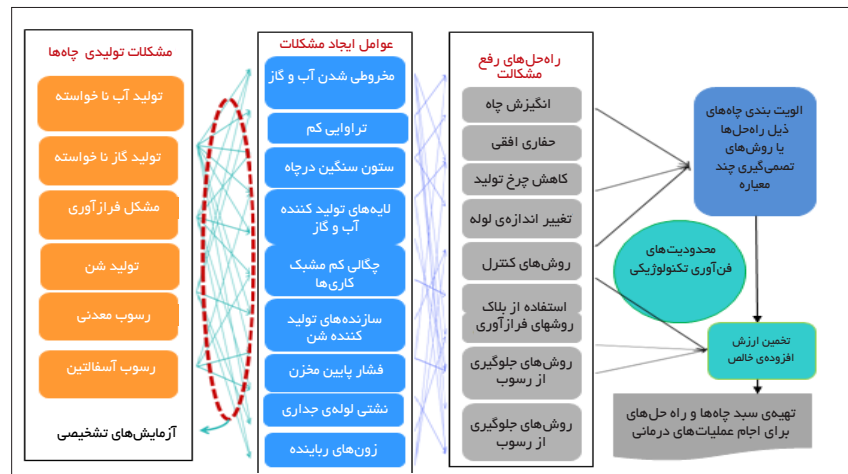 مشکلات تولیدی چاه‌ها
تولید آب نا خواسته
تولید گاز نا خواسته
مشکل فرازآوری
تولید شن
رسوب معدنی
رسوب آسفالتین
آزمایش‌های تشخیصی
عوامل ایجاد مشکلات
مخروطی شدن آب و گاز
تراوایی کم
ستون سنگین درچاه
لایه‌های تولید کننده
آب و گاز
چگالی کم مشبک
کاری‌ها
سازنده‌های تولید
کننده شن
فشار پایین مخزن
نشتی لوله‌ی جداری
زون‌های رباینده
راه‌حل‌های رفع
مشکالت
انگیزش چاه
حفاری افقی
کاهش چرخ تولید
تغییر اندازه‌ی لوله
روش‌های کنترل
استفاده از بلاک
روشهای فرازآوری
روش‌های جلوگیری
از رسوب
روش‌های جلوگیری
از رسوب
الویت بندی چاه‌های
ذیل راه‌حل‌ها
یا روش‌های
تصمی‌گیری چند
معیاره
محدودیت‌های
فن‌آوری تکنولوژیکی
تخمین ارزش
افزوده‌ی خالص
تهیه‌ی سبد چاه‌ها و راه حل‌های
برای اجام عملیات‌های درمانی